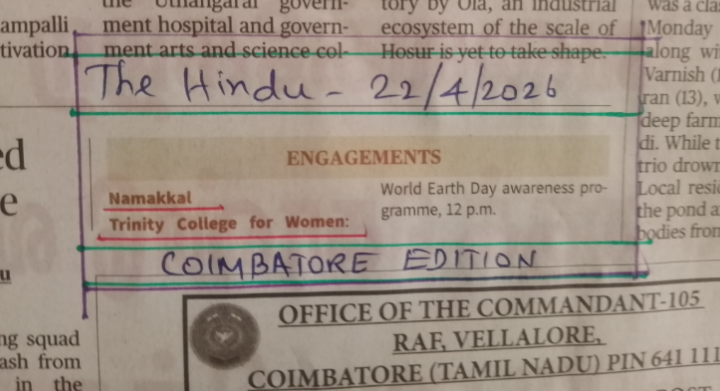 the Uthangarai govern-
ment hospital and govern-
ment arts and science col-
tory by Ola, an industrial
ecosystem of the scale of
Hosur is yet to take shape.
ampalli
tivation
was a
Monday
along
Varnish
ran (13),
deep farm
di. While
trio drown
Local resi
the pond
bodies from
The Hindu - 22/4/2026
ENGAGEMENTS
Namakkal
Trinity College for Women:
World Earth Day awareness pro-
gramme, 12 p.m.
COIMBATORE EDITION
OFFICE OF THE COMMANDANT-105
RAF, VELLALORE,
COIMBATORE (TAMIL NADU) PIN 641 111
ng squad
ash from
in the